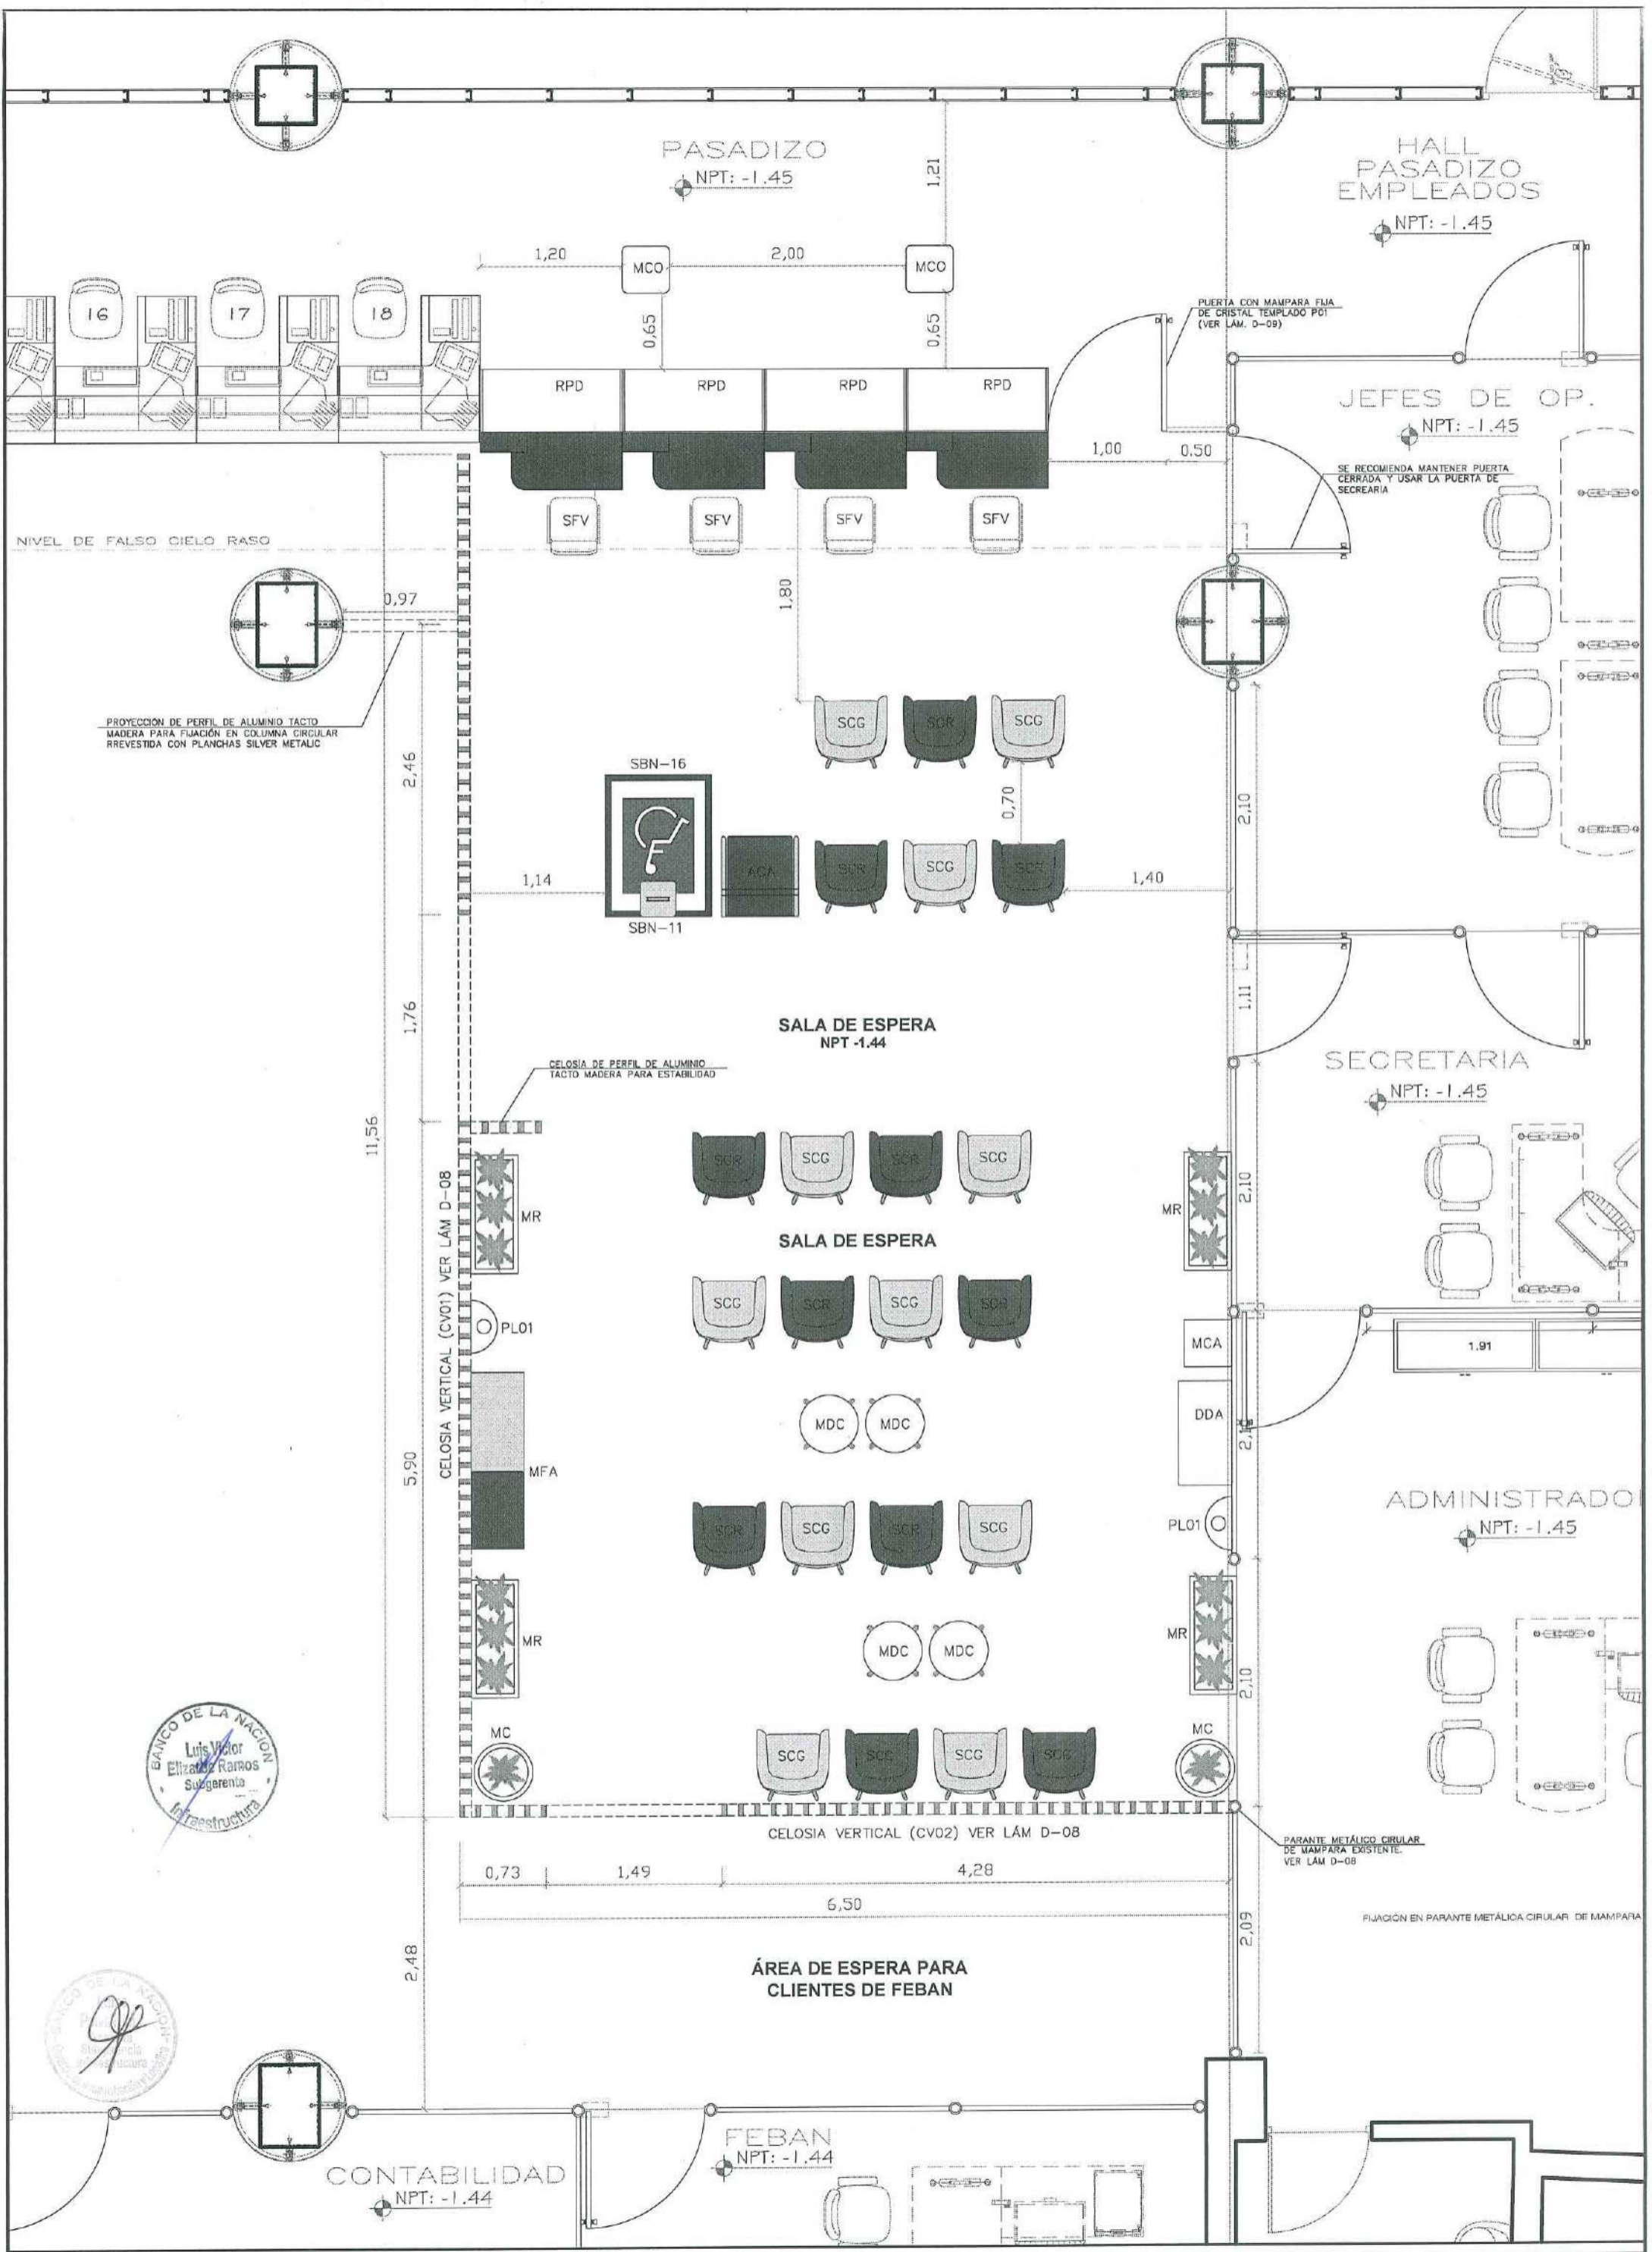 PASADIZO
NPT: -1.45
1,21
HALL
PASADIZO
EMPLEADOS
NPT: -1.45
1,20
MCO
2,00
MCO
16
17
18
0,65
0,65
PUERTA CON MAMPARA FIJA
DE CRISTAL TEMPLADO P01
(VER LÁM. D-09)
RPD
RPD
RPD
RPD
JEFES DE OP.
NPT: -1.45
1,00
0.50
SE RECOMIENDA MANTENER PUERTA
CERRADA Y USAR LA PUERTA DE
SECREARIA
SFV
SFV
SFV
SFV
NIVEL DE FALSO CIELO RASO
0,97
1,80
PROYECCIÓN DE PERFIL DE ALUMINIO TACTO
MADERA PARA FIJACIÓN EN COLUMNA CIRCULAR
RREVESTIDA CON PLANCHAS SILVER METALIC
SCG
SCR
SCG
2,46
SBN-16
0,70
2,10
1,14
ACA
SCR
SCG
SCR
1,40
SBN-11
1,76
1,11
SALA DE ESPERA
NPT -1.44
SECRETARIA
NPT: -1.45
CELOSÍA DE PERFIL DE ALUMINIO
TACTO MADERA PARA ESTABILIDAD
11,56
SCR
SCG
SCR
SCG
MR
MR
2,10
SALA DE ESPERA
CELOSIA VERTICAL (CV01) VER LÁM D-08
SCG
SCR
SCG
PL01
MCA
1.91
MDC
MDC
DDA
5,90
MFA
ADMINISTRADO
NPT: -1.45
SCR
SCG
SCR
SCG
PL01
MR
MDC
MDC
MR
2,10
MC
MC
SCG
SCG
BANCO DE LA NACION
Luis Victor
Elizalde Ramos
Subgerente
Infraestructura
CELOSIA VERTICAL (CV02) VER LÁM D-08
PARANTE METÁLICO CIRULAR
DE MAMPARA EXISTENTE.
VER LÁM D-08
0,73
1,49
4,28
6,50
FIJACIÓN EN PARANTE METÁLICA CIRULAR DE MAMPARA
2,09
2,48
ÁREA DE ESPERA PARA
CLIENTES DE FEBAN
FEBAN
NPT: -1.44
CONTABILIDAD
NPT: -1.44